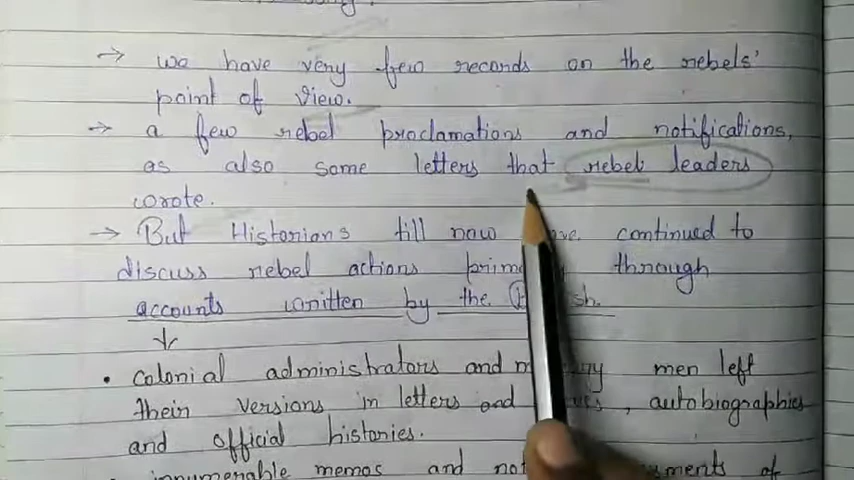 → we have very few records on the rebels'
point of view.
→ a few rebel proclamations and notifications,
as also some letters that rebel leaders
wrote.
→ But Historians till now continued to
discuss rebel actions through
accounts written by the
• colonial administrators and men left
their versions in letters and , autobiographies
and official histories.
• innumerable memos and of